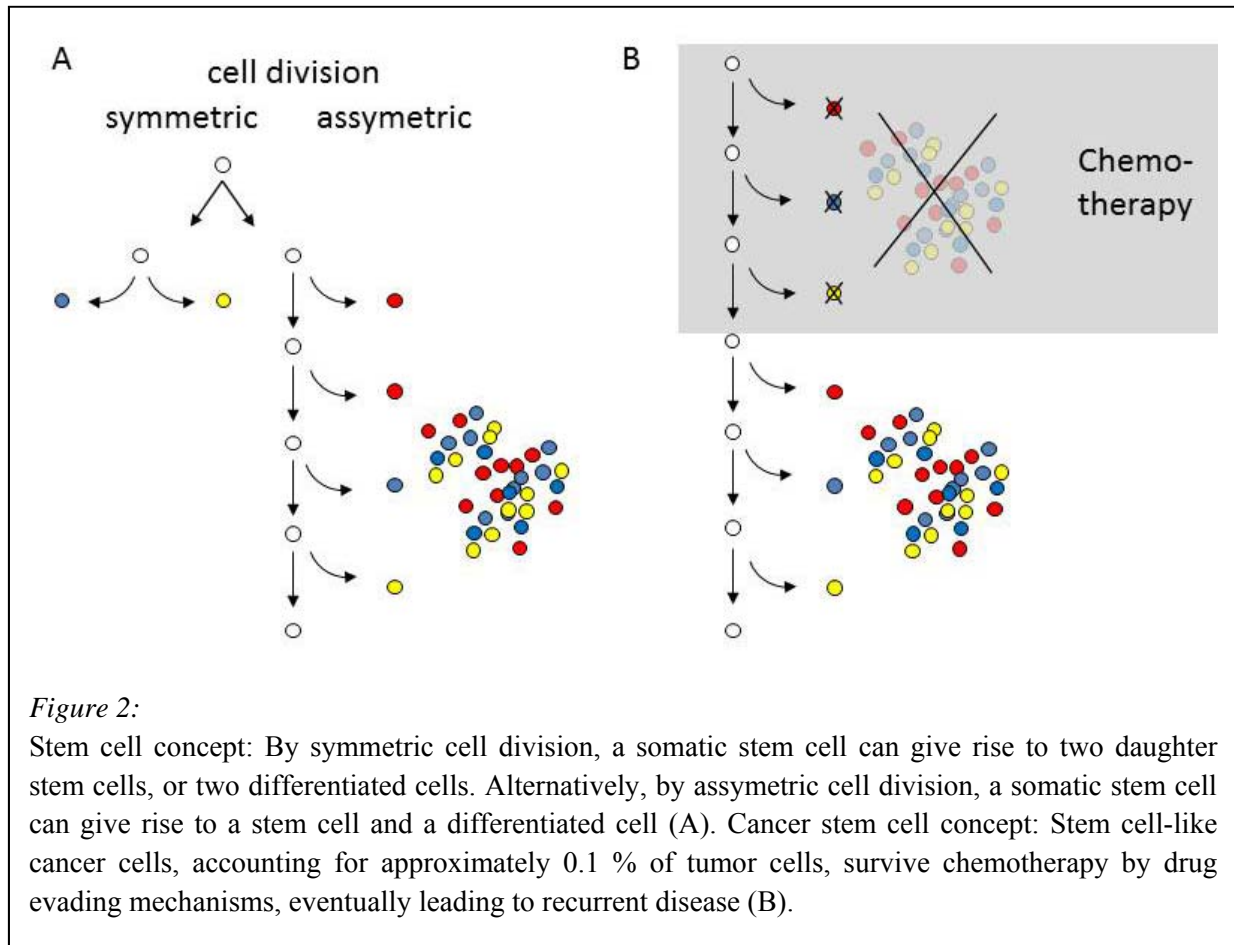 A
cell division
symmetric
assymetric
B
Chemo-
therapy
Figure 2:
Stem cell concept: By symmetric cell division, a somatic stem cell can give rise to two daughter
stem cells, or two differentiated cells. Alternatively, by assymetric cell division, a somatic stem cell
can give rise to a stem cell and a differentiated cell (A). Cancer stem cell concept: Stem cell-like
cancer cells, accounting for approximately 0.1 % of tumor cells, survive chemotherapy by drug
evading mechanisms, eventually leading to recurrent disease (B).